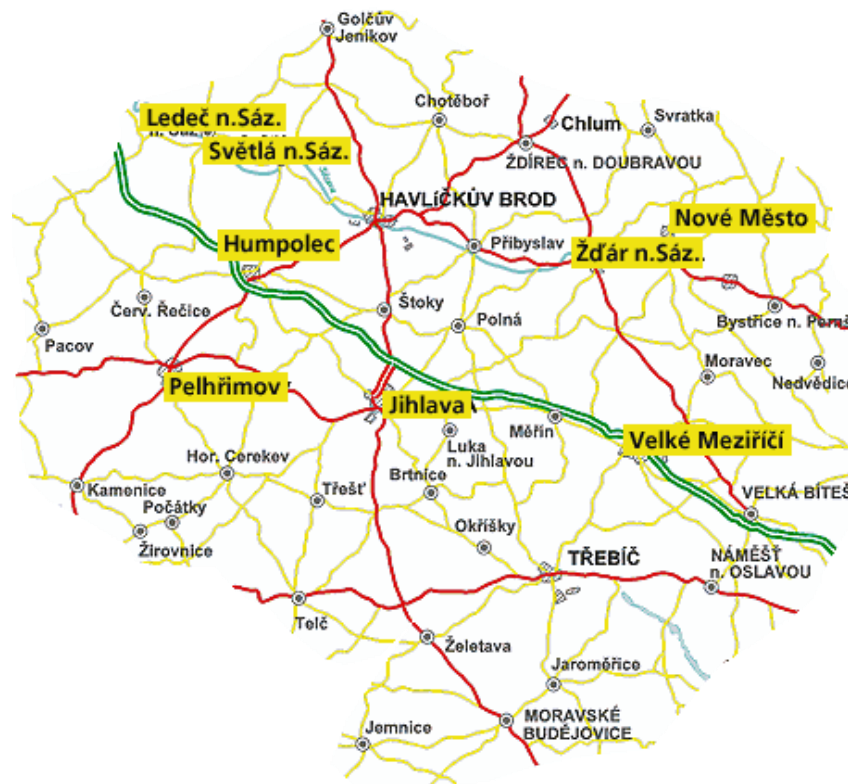 Golčův
Jeníkov
Chotěboř
Chlum
Svratka
Ledeč n.Sáz.
Světlá n.Sáz.
ŽDÍREC n. DOUBRAVOU
HAVLÍČKŮV BROD
Nové Město
Humpolec
Přibyslav
Žďár n.Sáz..
Červ. Řečice
Štoky
Polná
Bystřice n. Pernš
Pacov
Moravec
Nedvědice
Pelhřimov
Jihlava
Měřín
Velké Meziříčí
Luka
n. Jihlavou
Hor. Cerekev
Brtnice
Kamenice
Třešť
VELKÁ BÍTEŠ
Počátky
Okříšky
Žirovnice
TŘEBÍČ
NÁMĚŠŤ
n. OSLAVOU
Telč
Želetava
Jaroměřice
MORAVSKÉ
BUDĚJOVICE
Jemnice